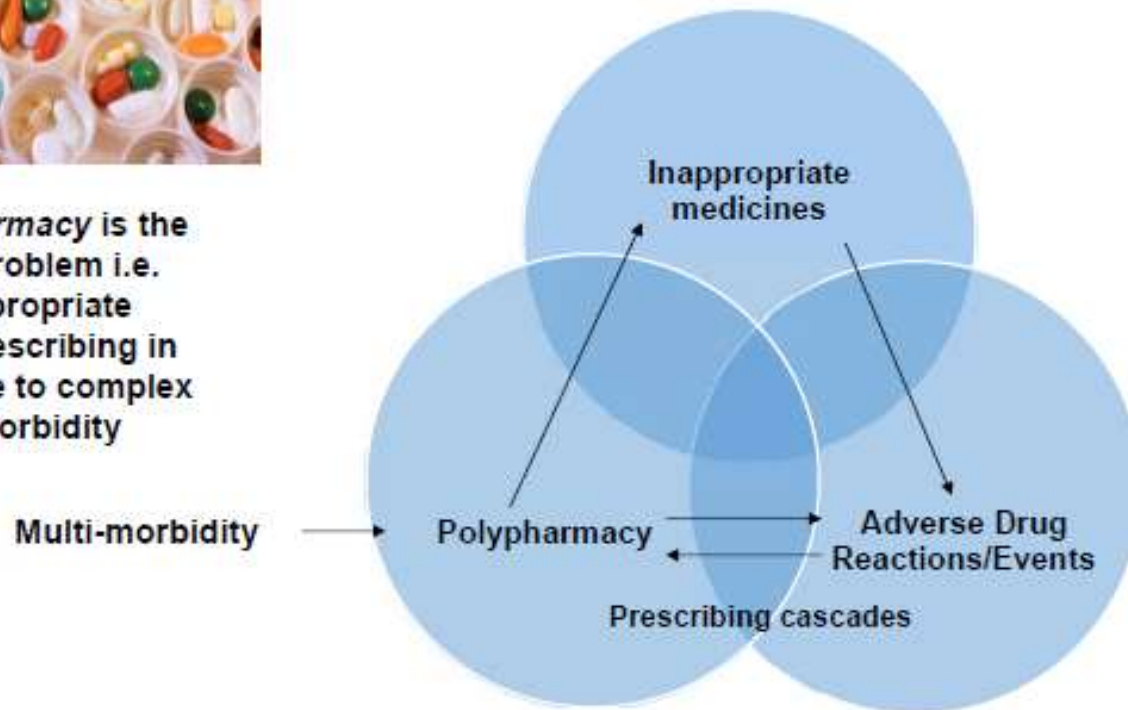 rmacy is the
roblem i.e.
propriate
escribing in
e to complex
orbidity
Inappropriate
medicines
Multi-morbidity
Polypharmacy
Adverse Drug
Reactions/Events
Prescribing cascades